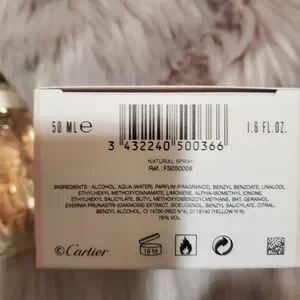 50 ML e 1.6 FL.OZ.
3 432240 500366
NATURAL SPRAY
Réf.: FS050008
INGREDIENTS: ALCOHOL, AQUA (WATER), PARFUM (FRAGRANCE), BENZYL BENZOATE, LINALOOL,
ETHYLHEXYL METHOXYCINNAMATE, LIMONENE, ALPHA-ISOMETHYL IONONE,
ETHYLHEXYL SALICYLATE, BUTYL METHOXYDIBENZOYLMETHANE, BHT, GERANIOL,
EVERNIA PRUNASTRI (OAKMOSS) EXTRACT, ISOEUGENOL, BENZYL SALICYLATE, CITRAL,
BENZYL ALCOHOL, CI 14700 (RED N°4), CI 19140 (YELLOW N°5).
78% VOL.
©Cartier